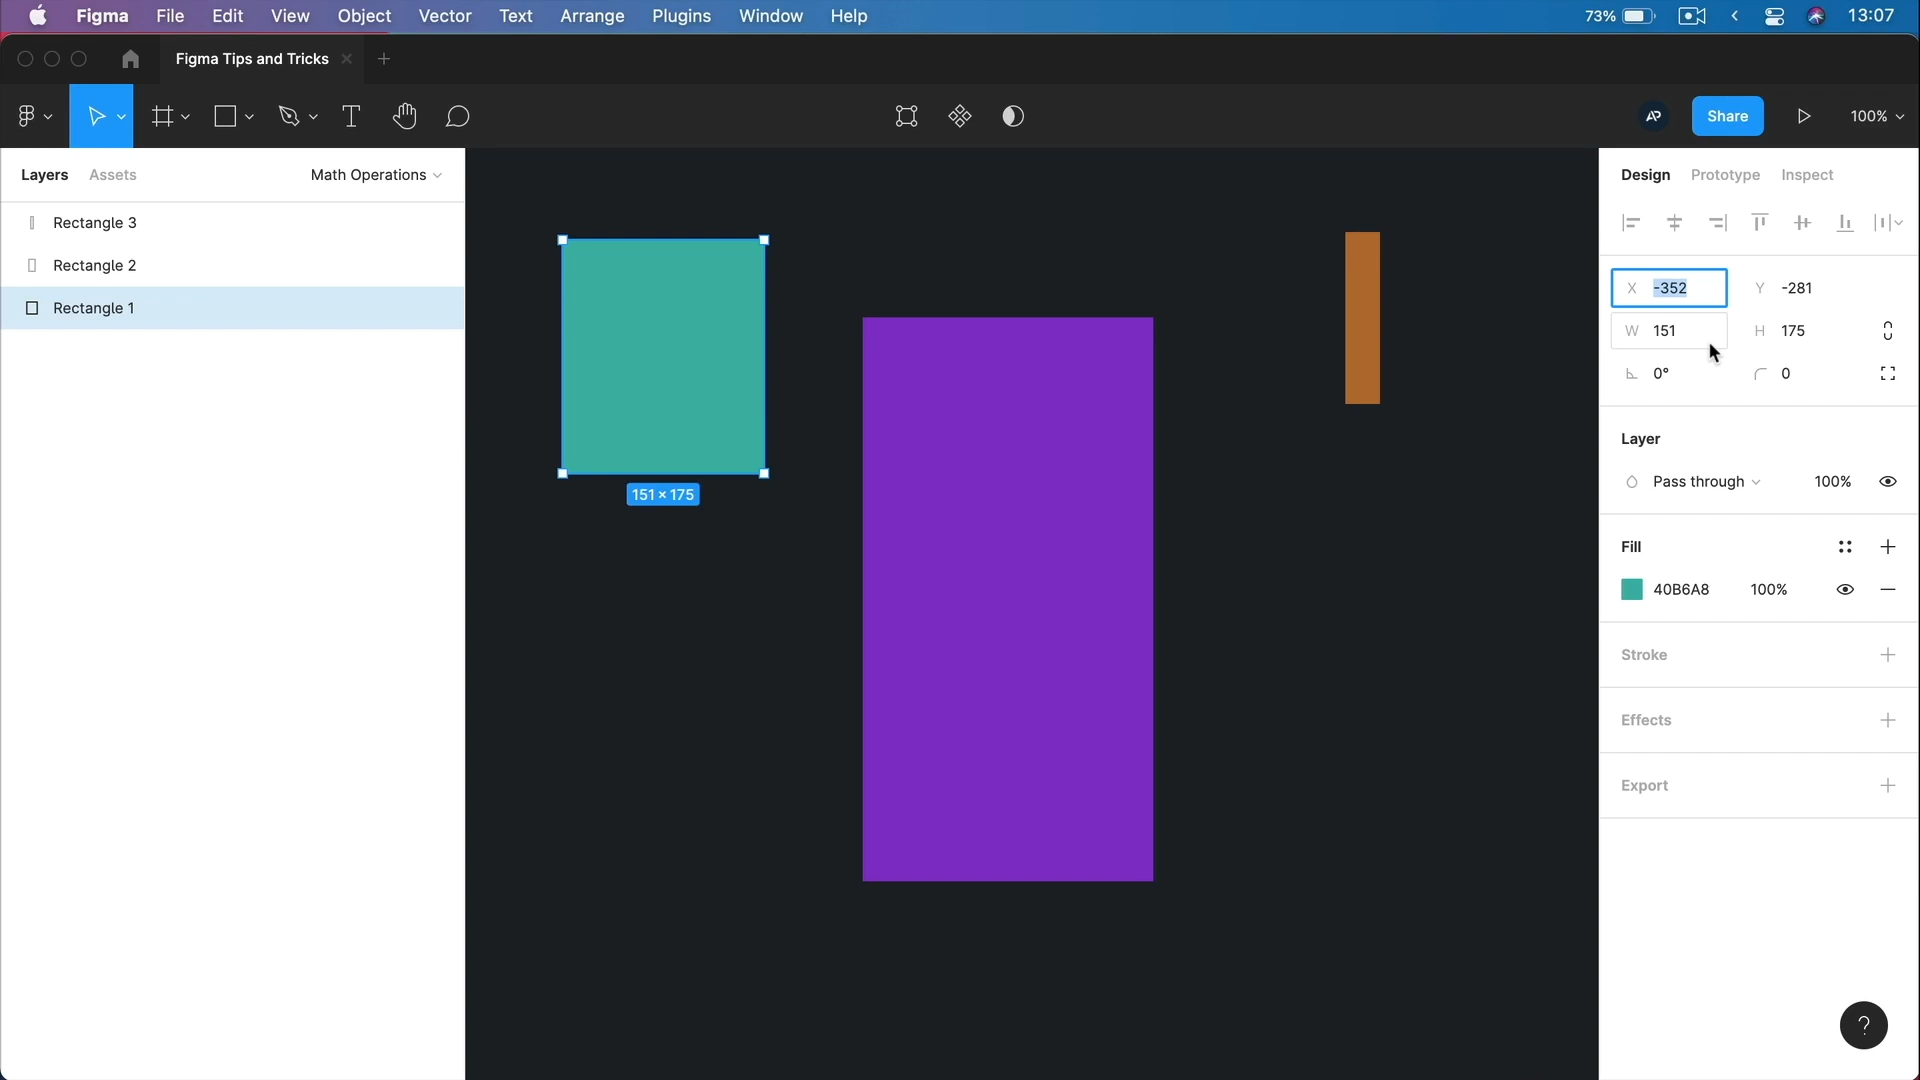 Figma File Edit View Object Vector Text Arrange Plugins Window Help 73% 13:07
Figma Tips and Tricks
AP Share 100%
Layers Assets Math Operations
Design Prototype Inspect
Rectangle 3
Rectangle 2
Rectangle 1
X -352 Y -281
W 151 H 175
0° 0
151 × 175
Layer
Pass through 100%
Fill
40B6A8 100%
Stroke
Effects
Export
?